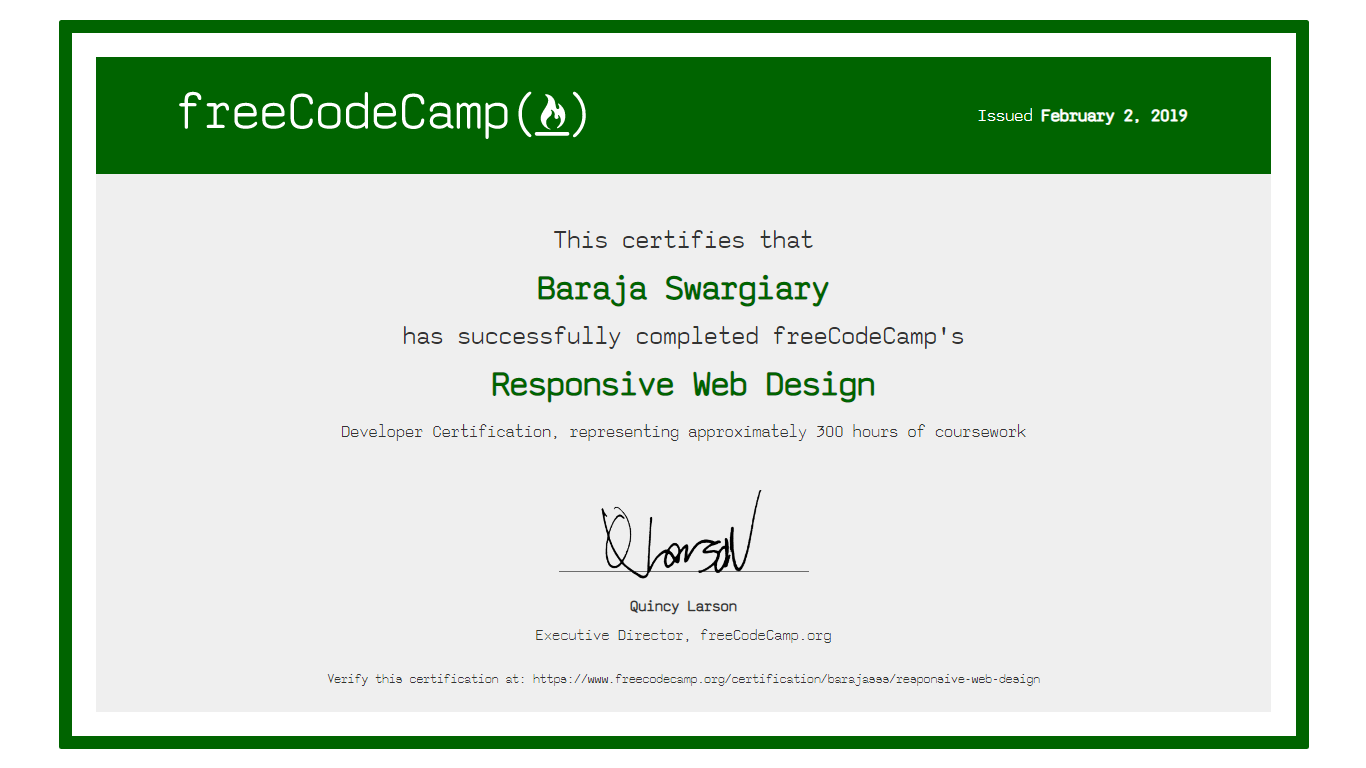 freeCodeCamp(🔥)
Issued February 2, 2019
This certifies that
Baraja Swargiary
has successfully completed freeCodeCamp's
Responsive Web Design
Developer Certification, representing approximately 300 hours of coursework
Q Larson
Quincy Larson
Executive Director, freeCodeCamp.org
Verify this certification at: https://www.freecodecamp.org/certification/barajasss/responsive-web-design